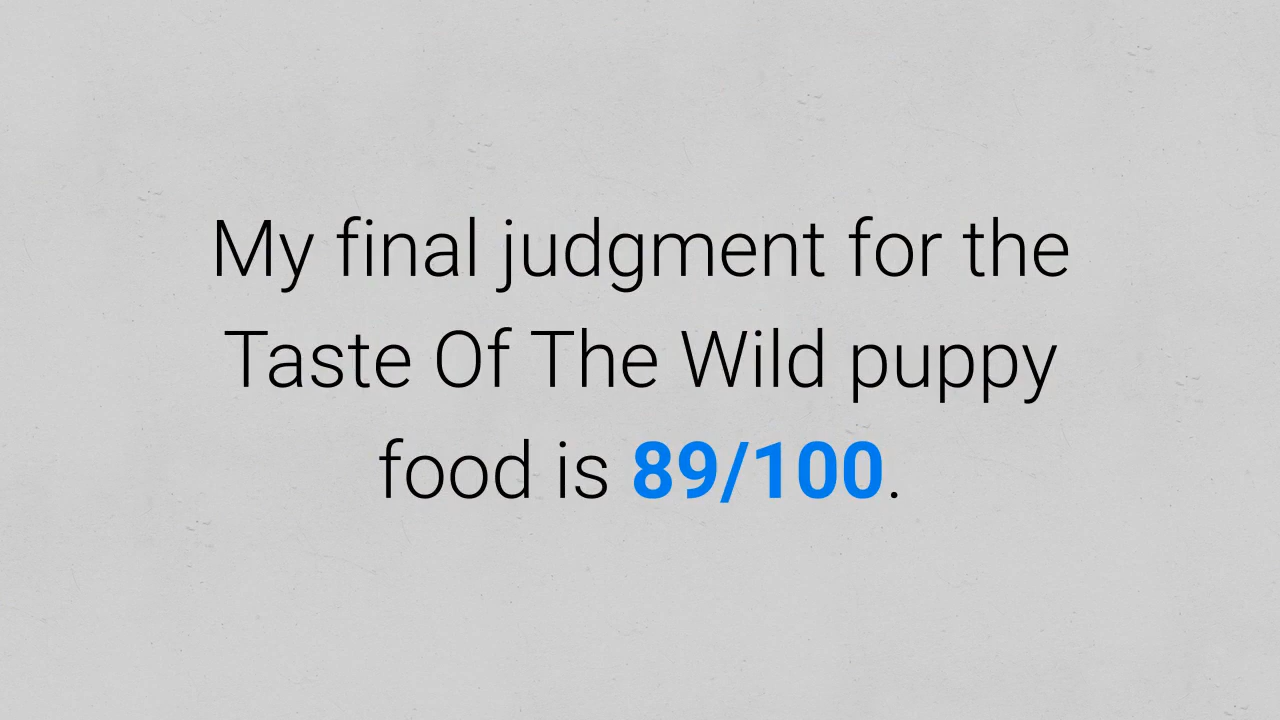 My final judgment for the
Taste Of The Wild puppy
food is 89/100.